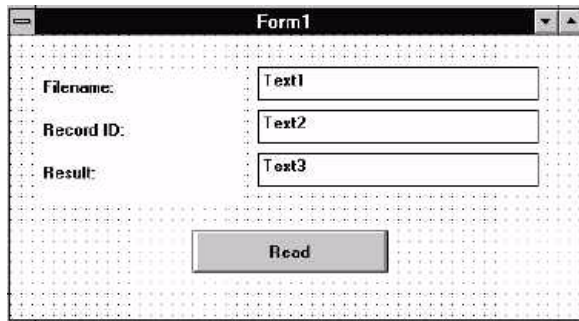 Form1
Filename:
Text1
Record ID:
Text2
Result:
Text3
Read